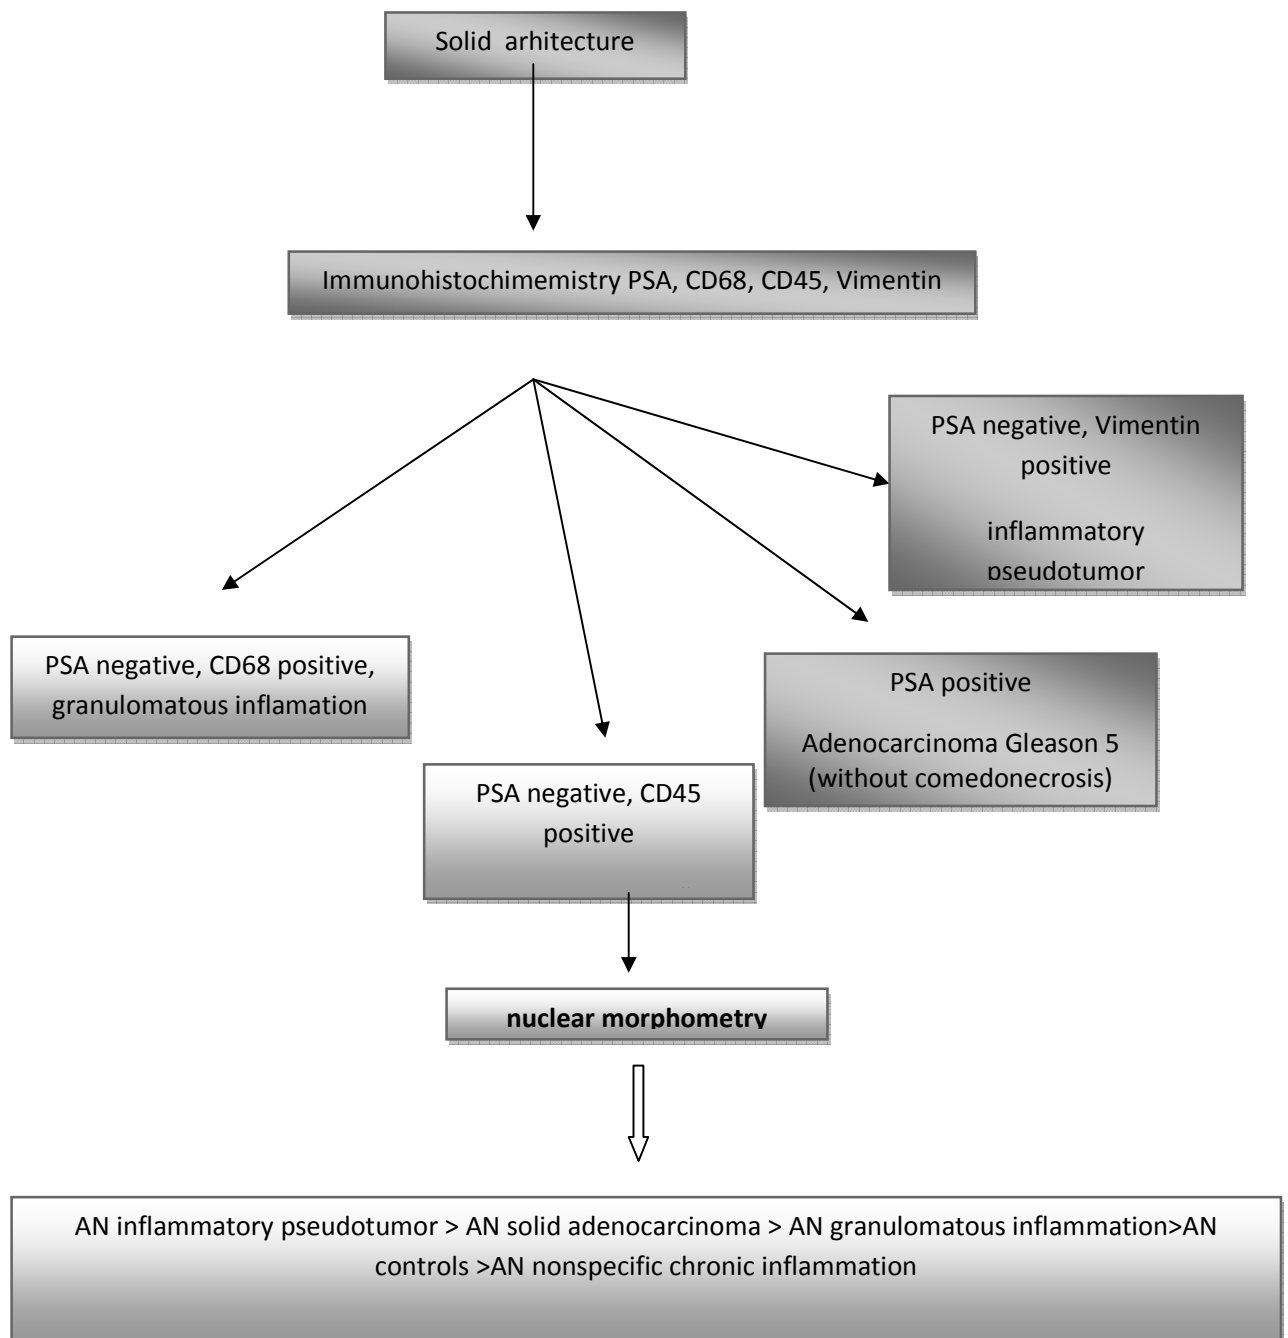 Solid arhitecture
Immunohistochimemistry PSA, CD68, CD45, Vimentin
PSA negative, Vimentin
positive
inflammatory
pseudotumor
PSA negative, CD68 positive,
granulomatous inflamation
PSA positive
Adenocarcinoma Gleason 5
(without comedonecrosis)
PSA negative, CD45
positive
nuclear morphometry
AN inflammatory pseudotumor > AN solid adenocarcinoma > AN granulomatous inflammation>AN
controls >AN nonspecific chronic inflammation